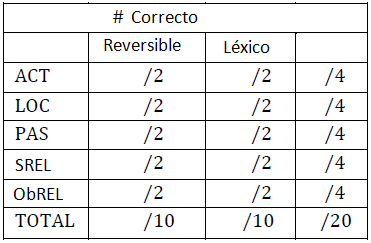 # Correcto
Reversible Léxico
ACT /2 /2 /4
LOC /2 /2 /4
PAS /2 /2 /4
SREL /2 /2 /4
ObREL /2 /2 /4
TOTAL /10 /10 /20